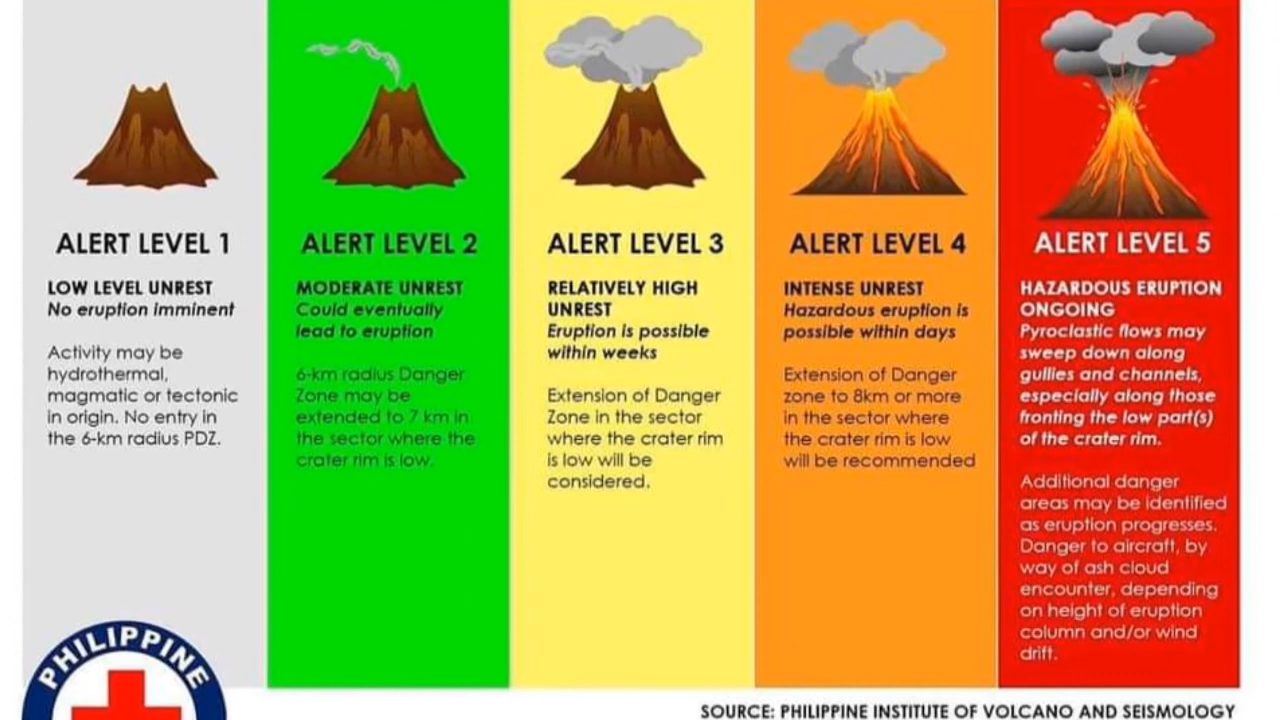 ALERT LEVEL 1
LOW LEVEL UNREST
No eruption imminent
Activity may be
hydrothermal,
magmatic or tectonic
in origin. No entry in
the 6-km radius PDZ.
ALERT LEVEL 2
MODERATE UNREST
Could eventually
lead to eruption
6-km radius Danger
Zone may be
extended to 7 km in
the sector where the
crater rim is low.
ALERT LEVEL 3
RELATIVELY HIGH
UNREST
Eruption is possible
within weeks
Extension of Danger
Zone in the sector
where the crater rim
is low will be
considered.
ALERT LEVEL 4
INTENSE UNREST
Hazardous eruption is
possible within days
Extension of Danger
zone to 8km or more
in the sector where
the crater rim is low
will be recommended
ALERT LEVEL 5
HAZARDOUS ERUPTION
ONGOING
Pyroclastic flows may
sweep down along
gullies and channels,
especially along those
fronting the low part(s)
of the crater rim.
Additional danger
areas may be identified
as eruption progresses.
Danger to aircraft, by
way of ash cloud
encounter, depending
on height of eruption
column and/or wind
drift.
PHILIPPINE
SOURCE: PHILIPPINE INSTITUTE OF VOLCANO AND SEISMOLOGY